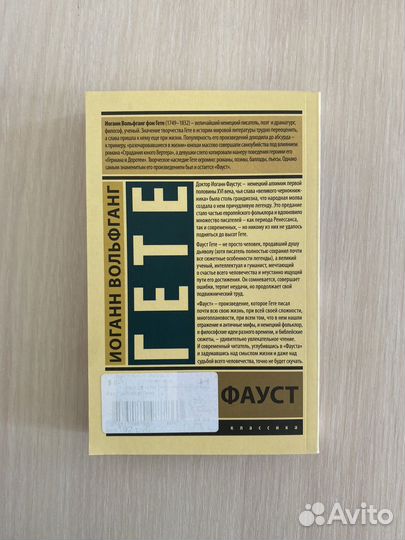 Иоганн Вольфганг фон Гете (1749–1832) – величайший немецкий писатель, поэт и драматург,
философ, ученый. Значение творчества Гете в истории мировой литературы трудно переоценить,
а слава пришла к нему еще при жизни. Популярность его произведений доходила до абсурда –
к примеру, «разочаровавшиеся в жизни» юноши массово совершали самоубийства под влиянием
романа «Страдания юного Вертера», а девушки слепо копировали манеру поведения героини его
«Германа и Доротеи». Творческое наследие Гете огромно: романы, поэмы, баллады, пьесы. Однако
самым знаменитым его произведением был и остается «Фауст».
ИОГАНН ВОЛЬФГАНГ
ГЕТЕ
Доктор Иоганн Фаустус – немецкий алхимик первой
половины XVI века, чья слава «великого чернокниж-
ника» была столь грандиозна, что народная молва
создала о нем причудливую легенду. Это предание
стало частью европейского фольклора и вдохновило
множество писателей – как периода Ренессанса,
так и современных, – но никому из них не удалось
подняться до высот Гете.
Фауст Гете – не просто человек, продавший душу
дьяволу (хотя писатель полностью сохранил почти
все сюжетные особенности легенды), а великий
ученый, интеллектуал и гуманист, мечтающий
о счастье всего человечества и неустанно ищущий
пути его достижения. Он сомневается, совершает
ошибки, терпит неудачи, но продолжает свой
подвижнический труд.
«Фауст» – произведение, которое Гете писал
почти всю свою жизнь, при всей своей сложности,
многоплановости, при всем том, что в нем нашли
отражение и античные мифы, и немецкий фольклор,
и философские идеи разного времени, и библейские
сюжеты, – удивительно увлекательное чтение.
И современный читатель, углубившись в «Фауста»
и задумавшись над смыслом жизни и даже над
судьбой всего человечества, точно не будет скучать.
ФАУСТ
классика
Avito